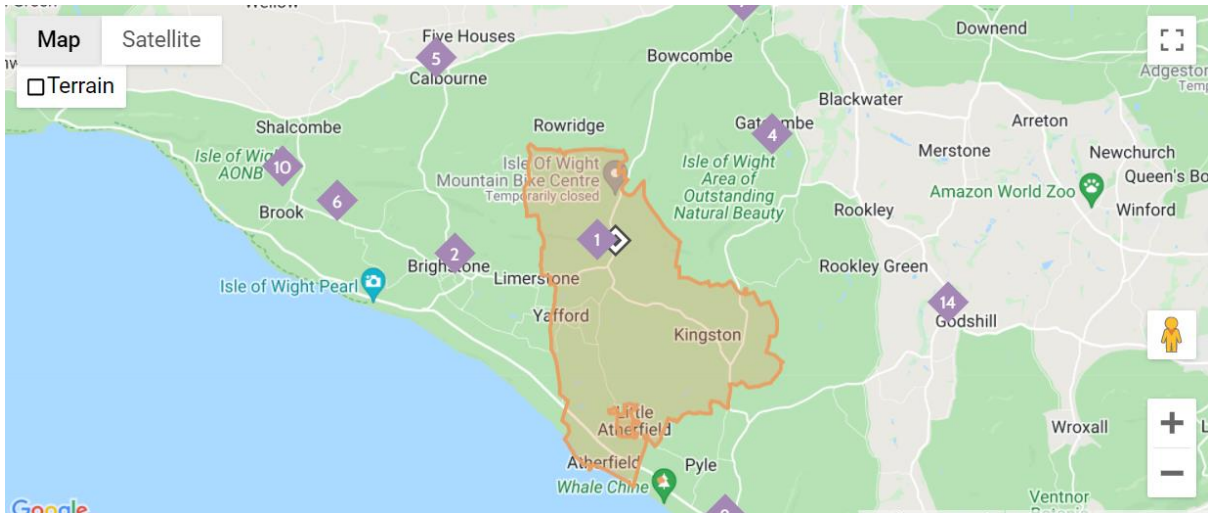 Wellow
Map
Satellite
Terrain
Five Houses
5
Calbourne
Bowcombe
Downend
Adgeston
Blackwater
Shalcombe
Rowridge
4
Arreton
Isle of Wight
AONB
10
Isle Of Wight
Mountain Bike Centre
Temporarily closed
Isle of Wight
Area of
Outstanding
Natural Beauty
Merstone
Newchurch
Queen's Bo
Amazon World Zoo
6
Brook
Rookley
Winford
1
2
Brighstone
Limerstone
Rookley Green
Isle of Wight Pearl
14
Godshill
Yafford
Kingston
Little
Atherfield
Wroxall
Atherfield
Pyle
Whale Chine
Ventnor
Google